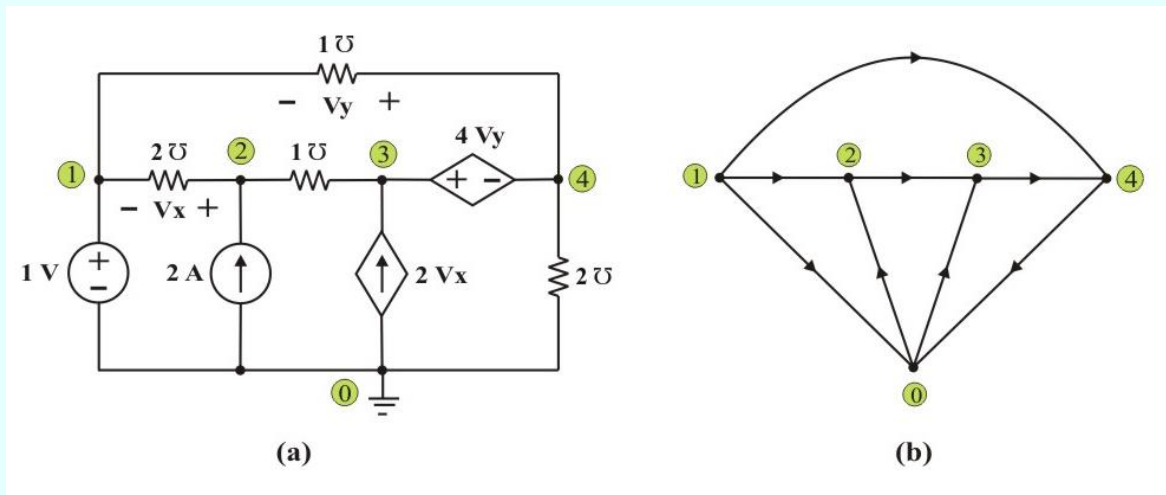 1 ℧
− Vy +
4 Vy
2 ℧ 2 1 ℧ 3
1 4
− Vx +
1 V + − 2 A 2 Vx 2 ℧
0
(a)
2 3
1 4
0
(b)